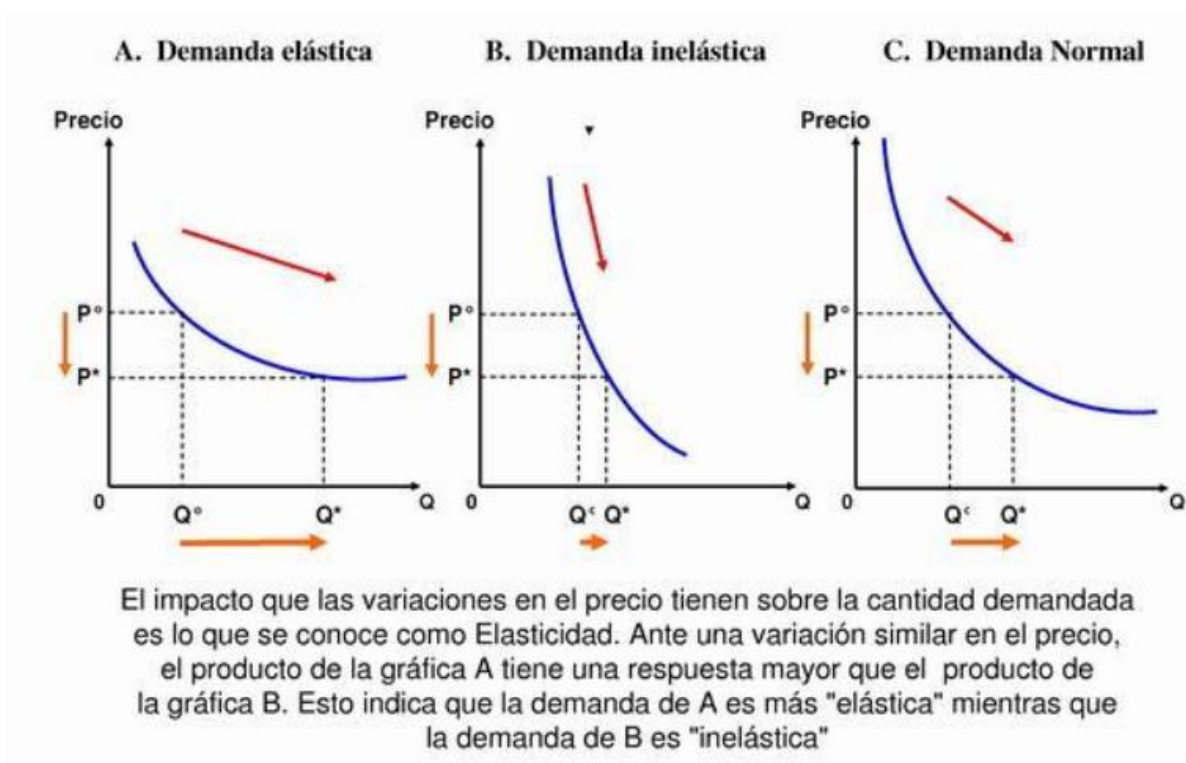 A. Demanda elástica
B. Demanda inelástica
C. Demanda Normal
Precio
P°
P*
0
Q° Q*
Q
Precio
P°
P*
0
Q᾿ Q*
Q
Precio
P°
P*
0
Q᾿ Q*
Q
El impacto que las variaciones en el precio tienen sobre la cantidad demandada
es lo que se conoce como Elasticidad. Ante una variación similar en el precio,
el producto de la gráfica A tiene una respuesta mayor que el producto de
la gráfica B. Esto indica que la demanda de A es más "elástica" mientras que
la demanda de B es "inelástica"